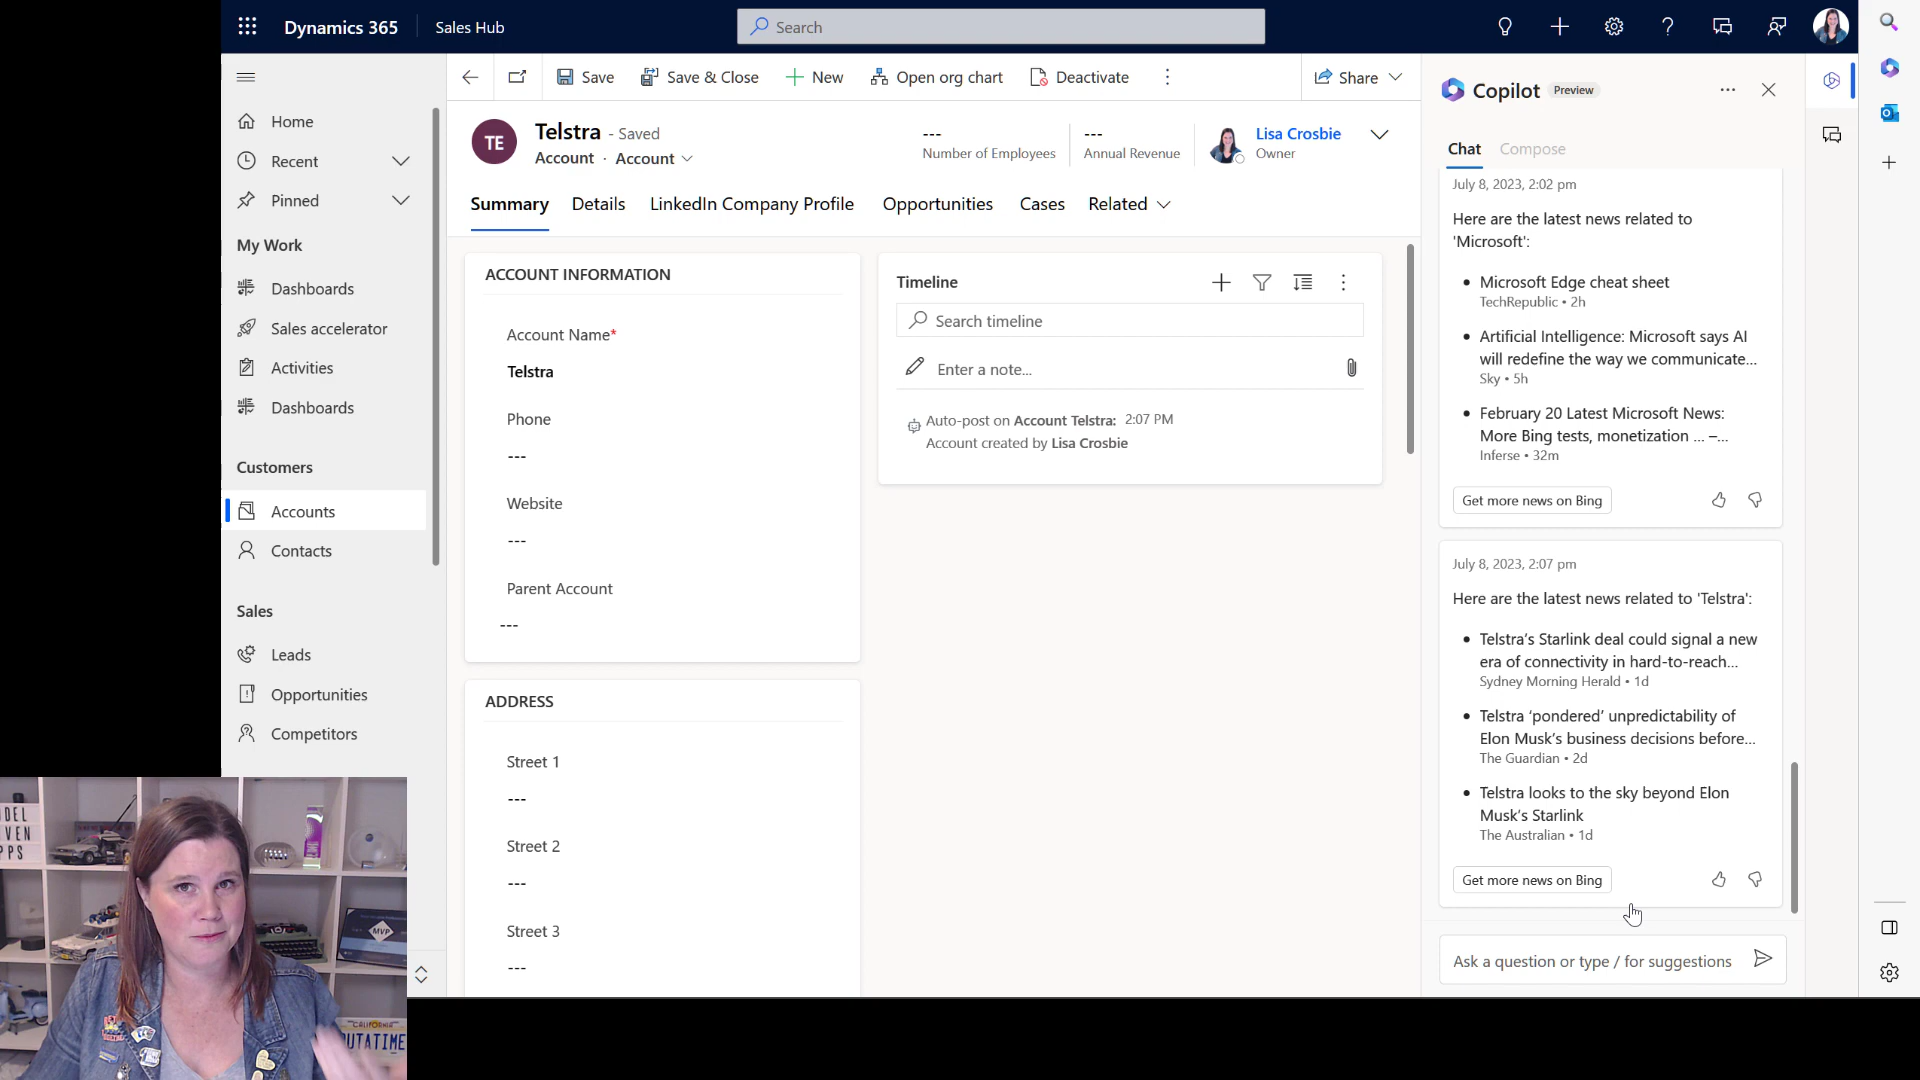 Dynamics 365
Sales Hub
Search
Home
Recent
Pinned
My Work
Dashboards
Sales accelerator
Activities
Dashboards
Customers
Accounts
Contacts
Sales
Leads
Opportunities
Competitors
Save
Save & Close
New
Open org chart
Deactivate
Share
TE
Telstra - Saved
Account · Account
---
Number of Employees
---
Annual Revenue
Lisa Crosbie
Owner
Summary
Details
LinkedIn Company Profile
Opportunities
Cases
Related
ACCOUNT INFORMATION
Account Name*
Telstra
Phone
---
Website
---
Parent Account
---
ADDRESS
Street 1
---
Street 2
---
Street 3
---
Timeline
Search timeline
Enter a note...
Auto-post on Account Telstra: 2:07 PM
Account created by Lisa Crosbie
Copilot Preview
Chat
Compose
July 8, 2023, 2:02 pm
Here are the latest news related to
'Microsoft':
• Microsoft Edge cheat sheet
TechRepublic • 2h
• Artificial Intelligence: Microsoft says AI
will redefine the way we communicate...
Sky • 5h
• February 20 Latest Microsoft News:
More Bing tests, monetization ... –...
Inferse • 32m
Get more news on Bing
July 8, 2023, 2:07 pm
Here are the latest news related to 'Telstra':
• Telstra’s Starlink deal could signal a new
era of connectivity in hard-to-reach...
Sydney Morning Herald • 1d
• Telstra ‘pondered’ unpredictability of
Elon Musk’s business decisions before...
The Guardian • 2d
• Telstra looks to the sky beyond Elon
Musk’s Starlink
The Australian • 1d
Get more news on Bing
Ask a question or type / for suggestions
ODEL
VEN
PPS
MVP
CALIFORNIA
OUTATIME